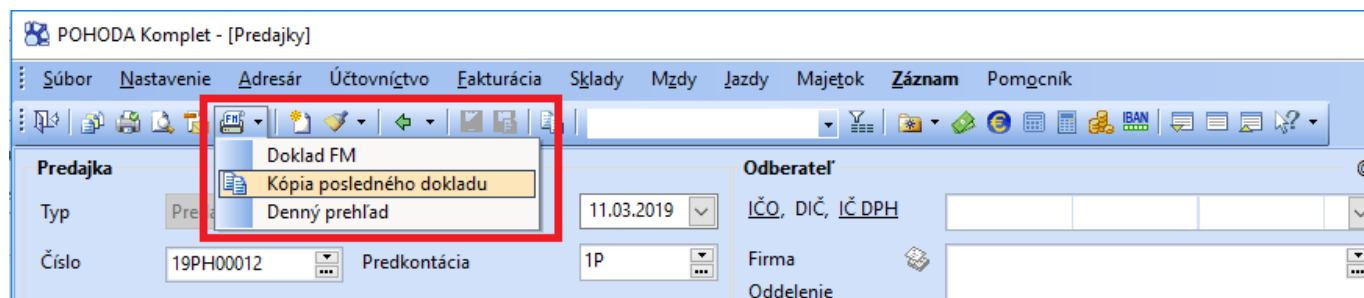 POHODA Komplet - [Predajky]
Súbor Nastavenie Adresár Účtovníctvo Fakturácia Sklady Mzdy Jazdy Majetok Záznam Pomocník
FM IBAN
Doklad FM
Predajka Odberateľ
Kópia posledného dokladu
Typ 11.03.2019 IČO, DIČ, IČ DPH
Denný prehľad
Číslo 19PH00012 Predkontácia 1P Firma
Oddelenie